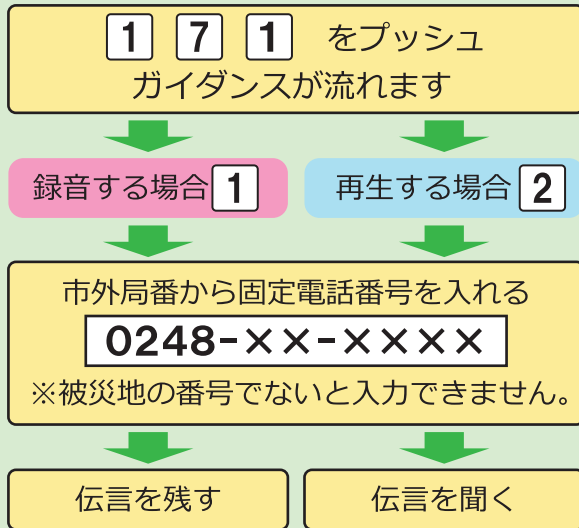 1 7 1 をプッシュ
ガイダンスが流れます
録音する場合 1
再生する場合 2
市外局番から固定電話番号を入れる
0248-××-××××
※被災地の番号でないと入力できません。
伝言を残す
伝言を聞く